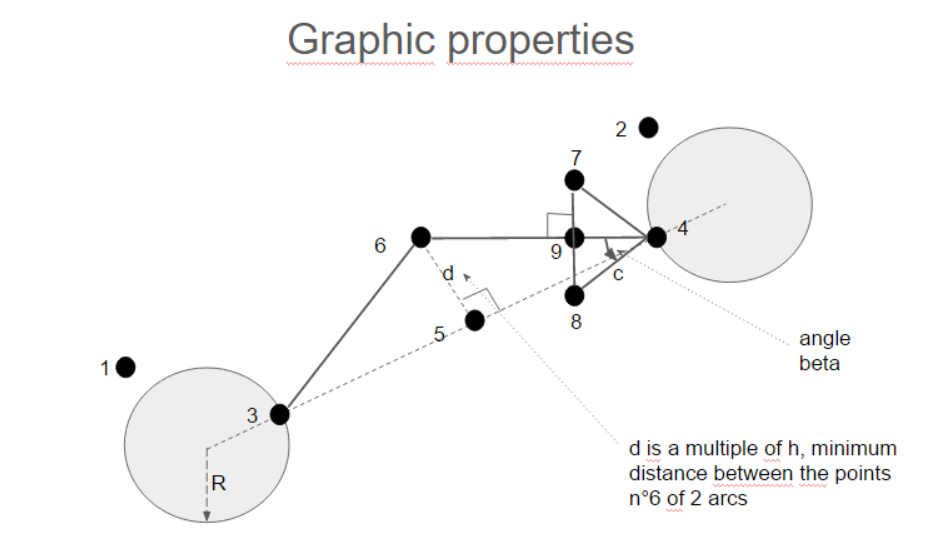 Graphic properties
2
7
4
6
9
d
c
8
5
angle
beta
1
3
d is a multiple of h, minimum
distance between the points
n°6 of 2 arcs
R